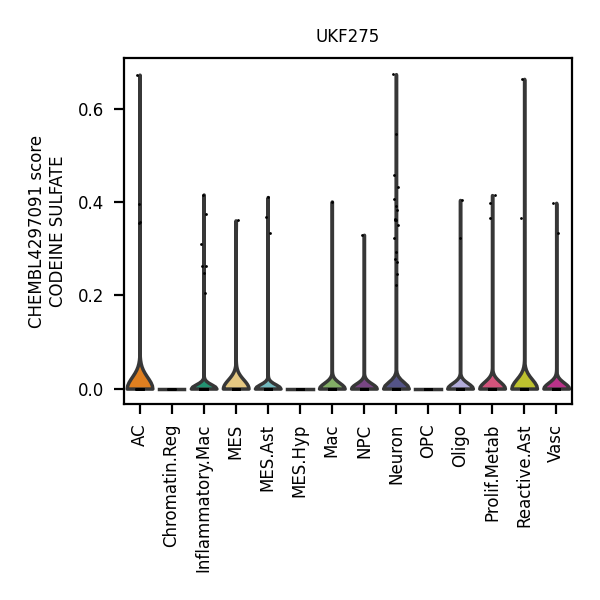 UKF275
CHEMBL4297091 score
CODEINE SULFATE
0.6
0.4
0.2
0.0
AC
Chromatin.Reg
Inflammatory.Mac
MES
MES.Ast
MES.Hyp
Mac
NPC
Neuron
OPC
Oligo
Prolif.Metab
Reactive.Ast
Vasc